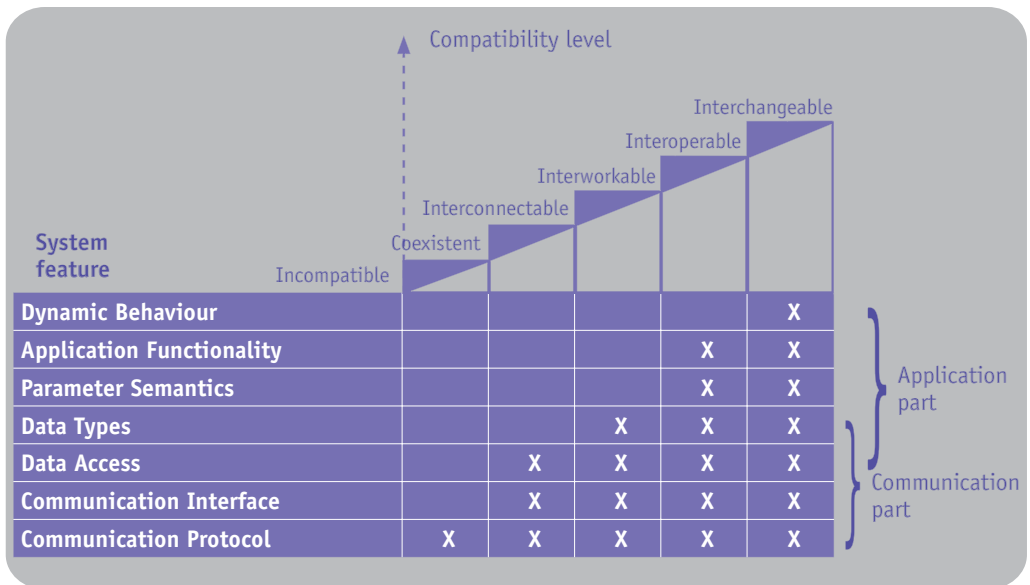 Compatibility level
Interchangeable
Interoperable
Interworkable
Interconnectable
Coexistent
Incompatible
System
feature
Dynamic Behaviour X
Application Functionality X X
Parameter Semantics X X
Data Types X X X
Data Access X X X X
Communication Interface X X X X
Communication Protocol X X X X X
Application
part
Communication
part